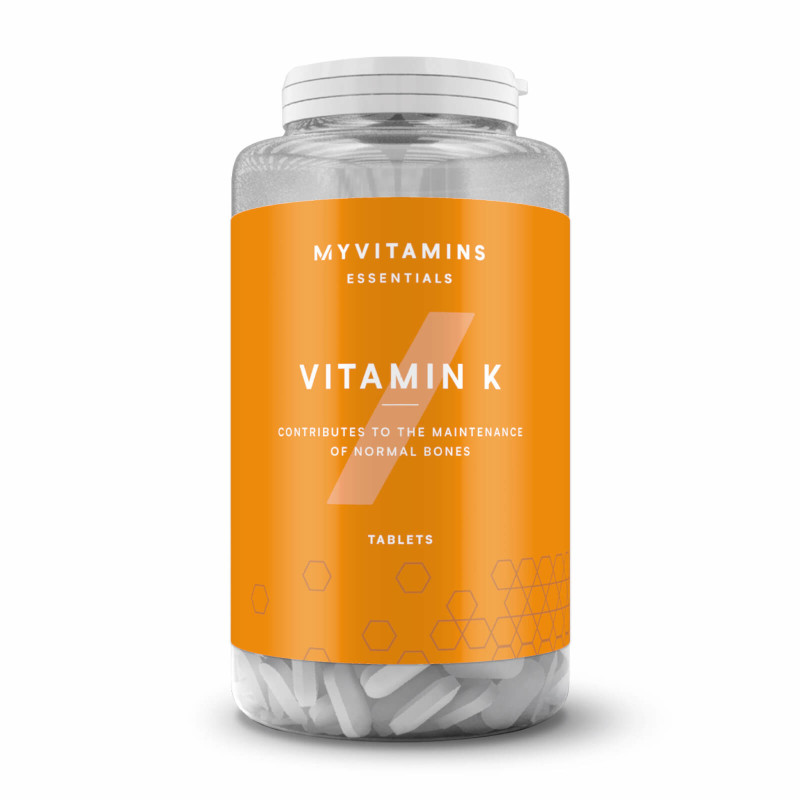 MYVITAMINS
ESSENTIALS
VITAMIN K
CONTRIBUTES TO THE MAINTENANCE
OF NORMAL BONES
TABLETS